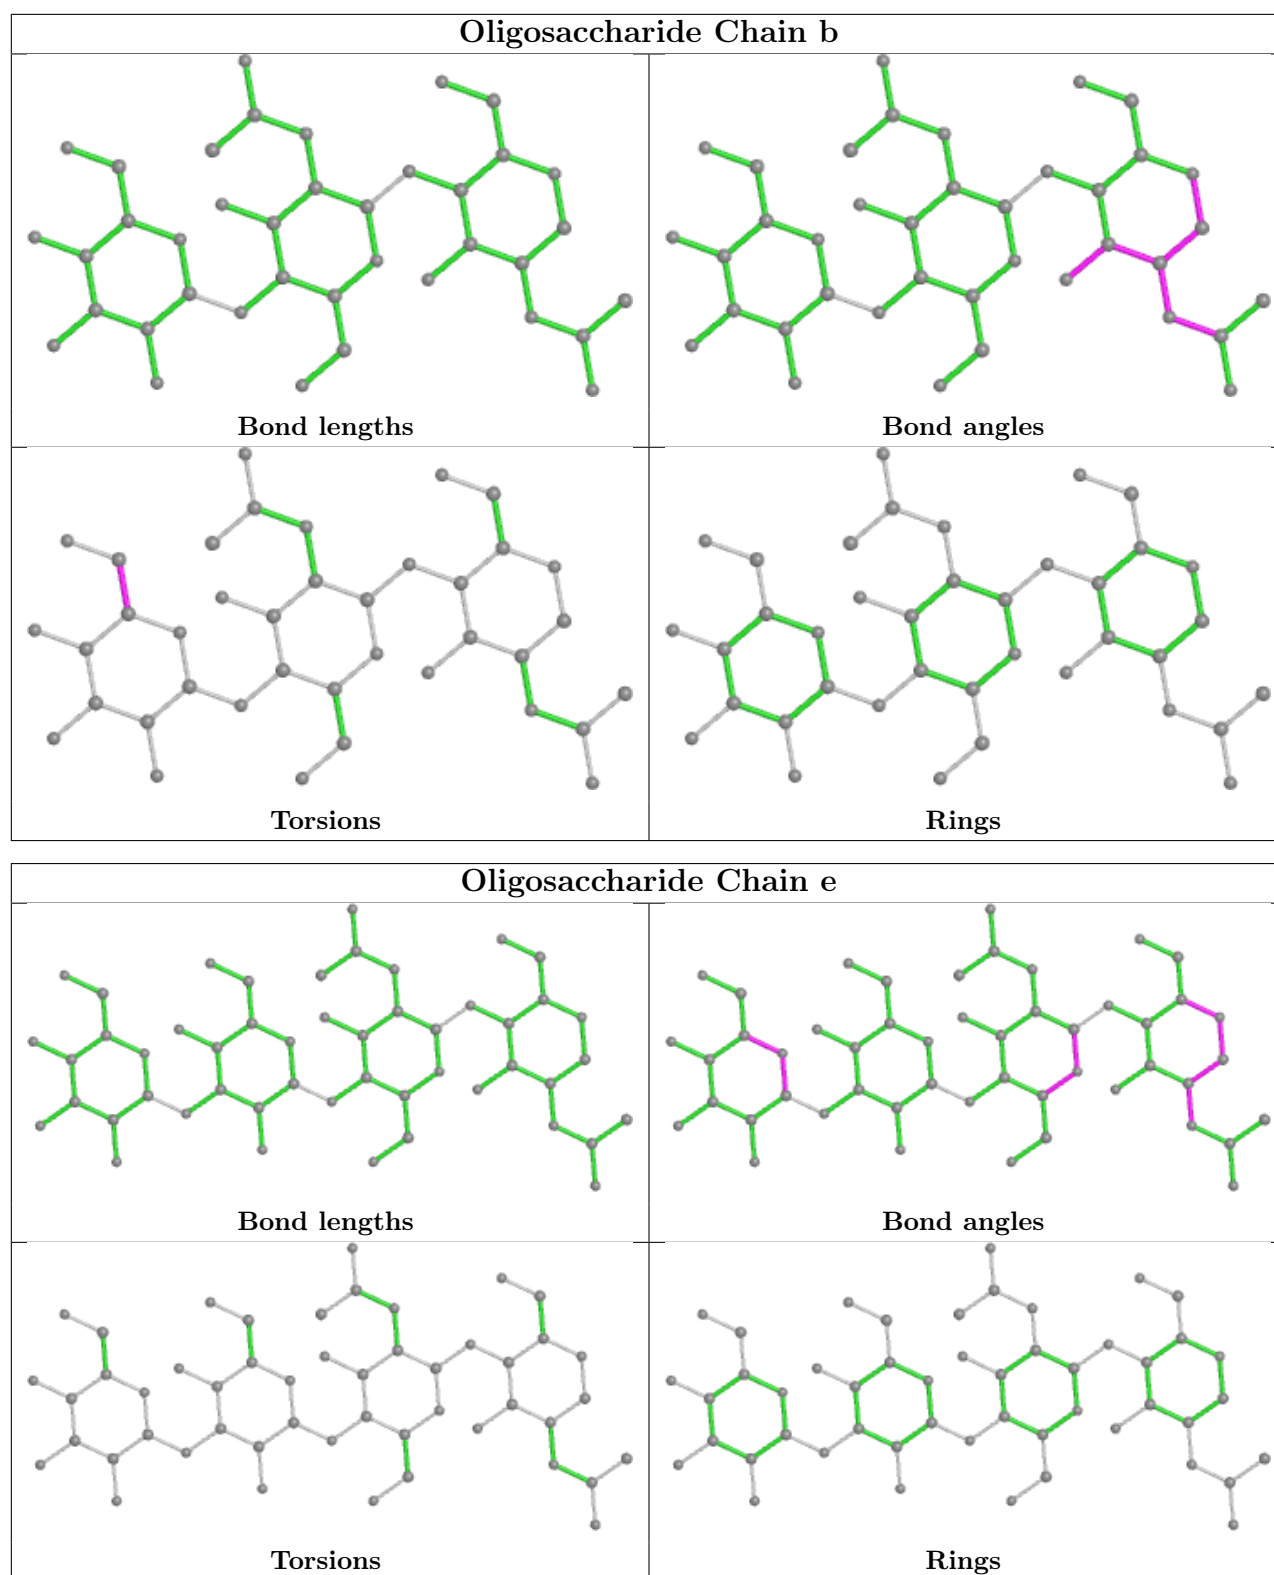 Oligosaccharide Chain b
Bond lengths
Bond angles
Torsions
Rings
Oligosaccharide Chain e
Bond lengths
Bond angles
Torsions
Rings